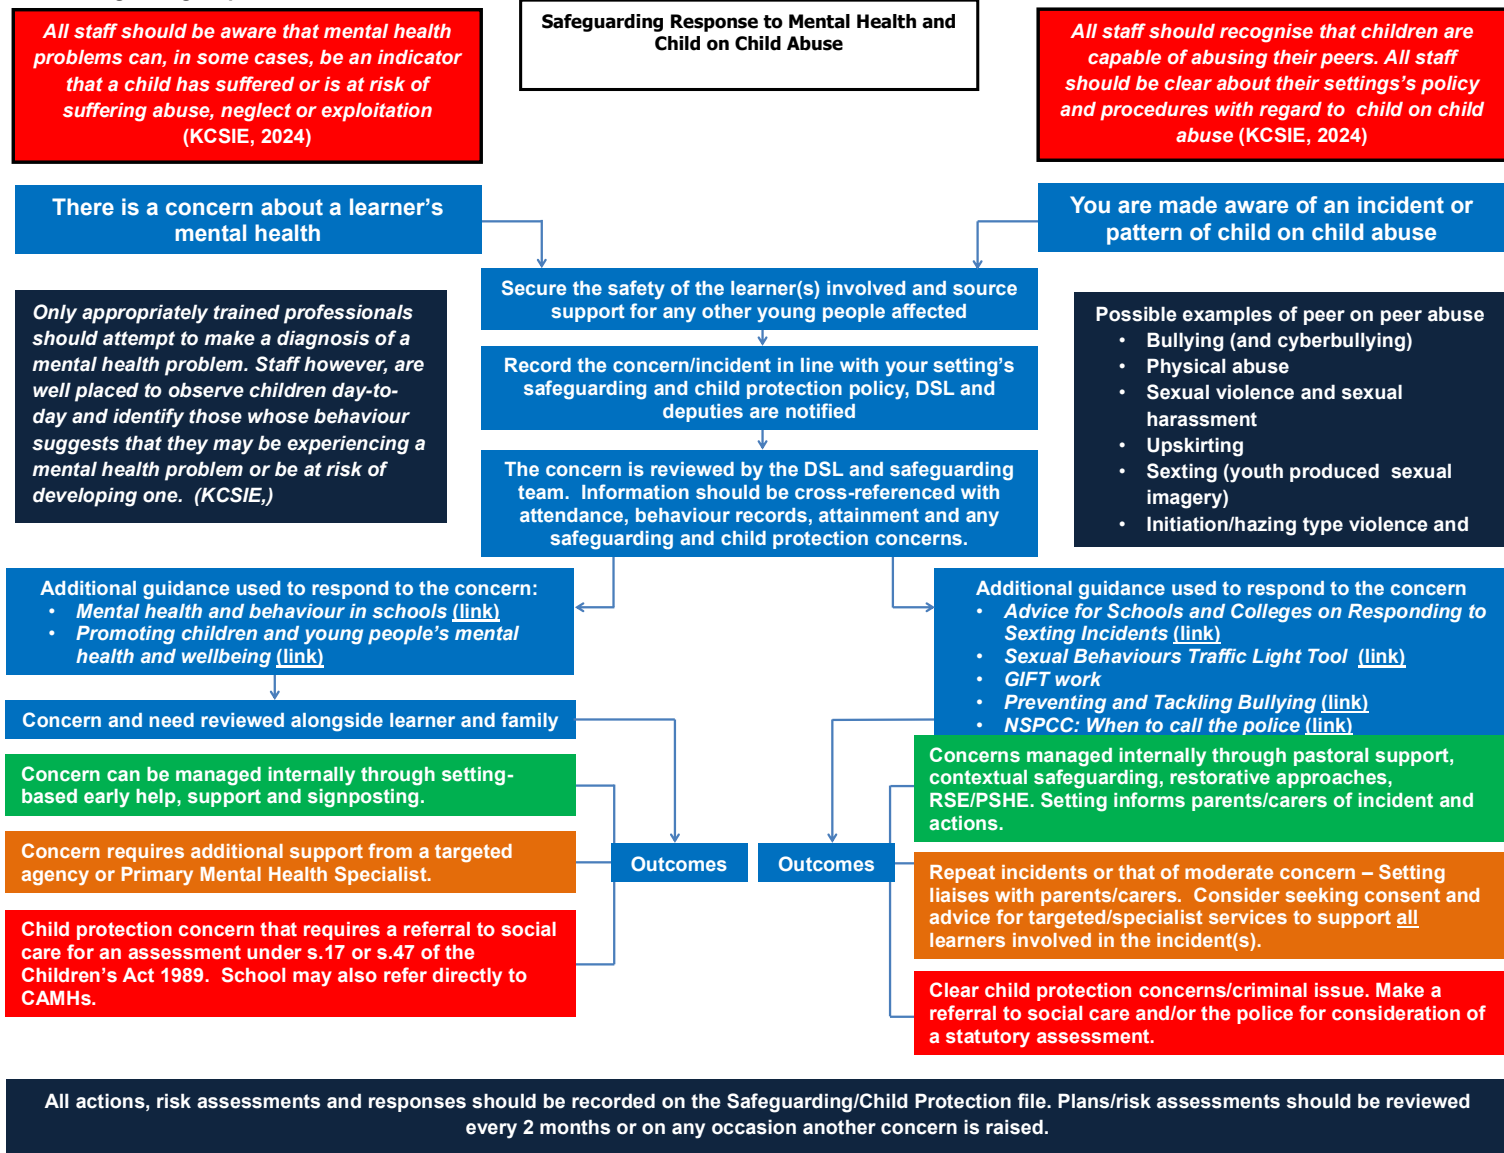 Safeguarding Response to Mental Health and
Child on Child Abuse
All staff should be aware that mental health
problems can, in some cases, be an indicator
that a child has suffered or is at risk of
suffering abuse, neglect or exploitation
(KCSIE, 2024)
All staff should recognise that children are
capable of abusing their peers. All staff
should be clear about their settings's policy
and procedures with regard to child on child
abuse (KCSIE, 2024)
There is a concern about a learner's
mental health
You are made aware of an incident or
pattern of child on child abuse
Secure the safety of the learner(s) involved and source
support for any other young people affected
Only appropriately trained professionals
should attempt to make a diagnosis of a
mental health problem. Staff however, are
well placed to observe children day-to-
day and identify those whose behaviour
suggests that they may be experiencing a
mental health problem or be at risk of
developing one. (KCSIE,)
Record the concern/incident in line with your setting's
safeguarding and child protection policy, DSL and
deputies are notified
Possible examples of peer on peer abuse
• Bullying (and cyberbullying)
• Physical abuse
• Sexual violence and sexual
harassment
• Upskirting
• Sexting (youth produced sexual
imagery)
• Initiation/hazing type violence and
The concern is reviewed by the DSL and safeguarding
team. Information should be cross-referenced with
attendance, behaviour records, attainment and any
safeguarding and child protection concerns.
Additional guidance used to respond to the concern:
• Mental health and behaviour in schools (link)
• Promoting children and young people's mental
health and wellbeing (link)
Additional guidance used to respond to the concern
• Advice for Schools and Colleges on Responding to
Sexting Incidents (link)
• Sexual Behaviours Traffic Light Tool (link)
• GIFT work
• Preventing and Tackling Bullying (link)
• NSPCC: When to call the police (link)
Concern and need reviewed alongside learner and family
Concern can be managed internally through setting-
based early help, support and signposting.
Concern requires additional support from a targeted
agency or Primary Mental Health Specialist.
Child protection concern that requires a referral to social
care for an assessment under s.17 or s.47 of the
Children's Act 1989. School may also refer directly to
CAMHs.
Outcomes
Outcomes
Concerns managed internally through pastoral support,
contextual safeguarding, restorative approaches,
RSE/PSHE. Setting informs parents/carers of incident and
actions.
Repeat incidents or that of moderate concern – Setting
liaises with parents/carers. Consider seeking consent and
advice for targeted/specialist services to support all
learners involved in the incident(s).
Clear child protection concerns/criminal issue. Make a
referral to social care and/or the police for consideration of
a statutory assessment.
All actions, risk assessments and responses should be recorded on the Safeguarding/Child Protection file. Plans/risk assessments should be reviewed
every 2 months or on any occasion another concern is raised.